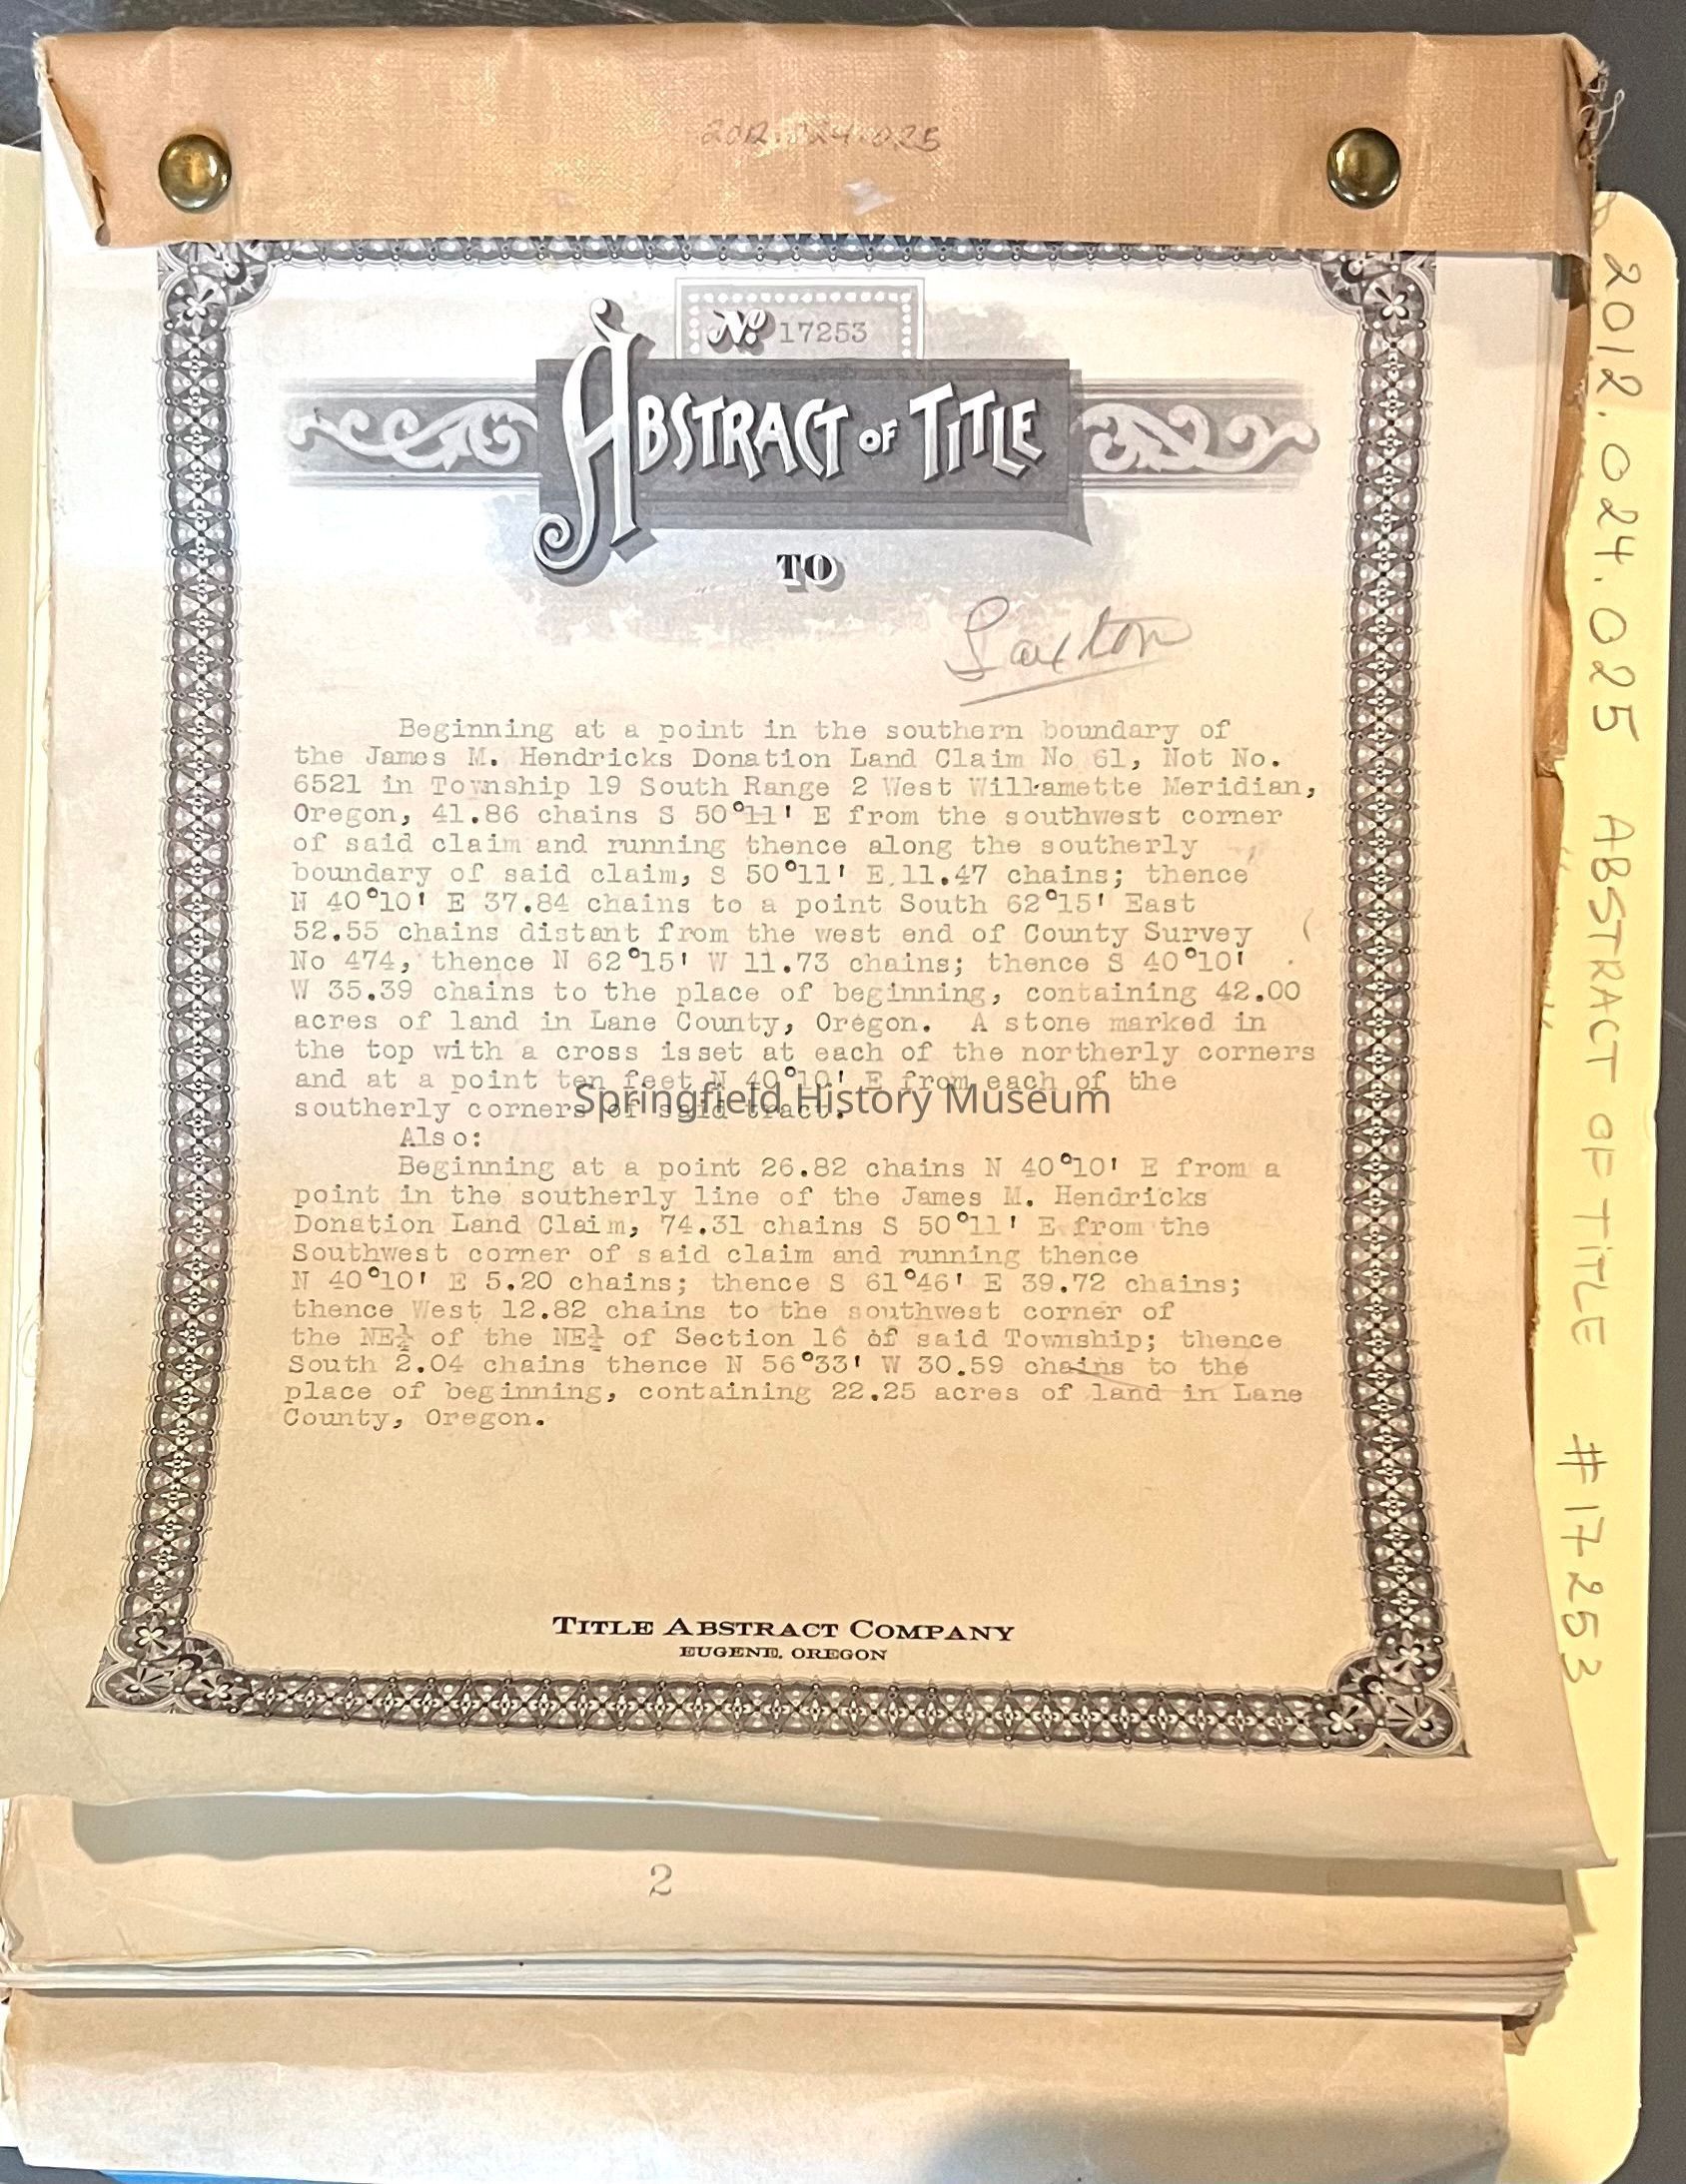 2012.024.025
No. 17253
ABSTRACT OF TITLE
TO
Saxton
Beginning at a point in the southern boundary of
the James M. Hendricks Donation Land Claim No 61, Not No.
6521 in Township 19 South Range 2 West Willamette Meridian,
Oregon, 41.86 chains S 50°11' E from the southwest corner
of said claim and running thence along the southerly
boundary of said claim, S 50°11' E.11.47 chains; thence
N 40°10' E 37.84 chains to a point South 62°15' East
52.55 chains distant from the west end of County Survey
No 474, thence N 62°15' W 11.73 chains; thence S 40°10'
W 35.39 chains to the place of beginning, containing 42.00
acres of land in Lane County, Oregon. A stone marked in
the top with a cross isset at each of the northerly corners
and at a point ten feet N 40°10' E from each of the
southerly corners of said tract.
Springfield History Museum
Also:
Beginning at a point 26.82 chains N 40°10' E from a
point in the southerly line of the James M. Hendricks
Donation Land Claim, 74.31 chains S 50°11' E from the
Southwest corner of said claim and running thence
N 40°10' E 5.20 chains; thence S 61°46' E 39.72 chains;
thence West 12.82 chains to the southwest corner of
the NE¼ of the NE¼ of Section 16 of said Township; thence
South 2.04 chains thence N 56°33' W 30.59 chains to the
place of beginning, containing 22.25 acres of land in Lane
County, Oregon.
TITLE ABSTRACT COMPANY
EUGENE, OREGON
2
2012.024.025 ABSTRACT OF TITLE #17253